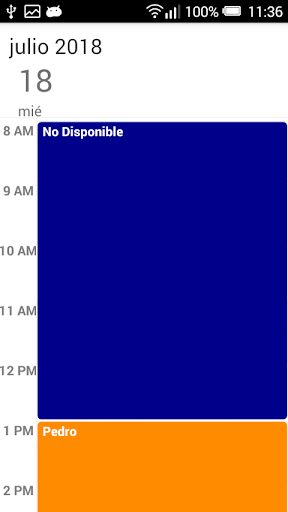 100% 11:36
julio 2018
18
mié
8 AM No Disponible
9 AM
10 AM
11 AM
12 PM
1 PM Pedro
2 PM